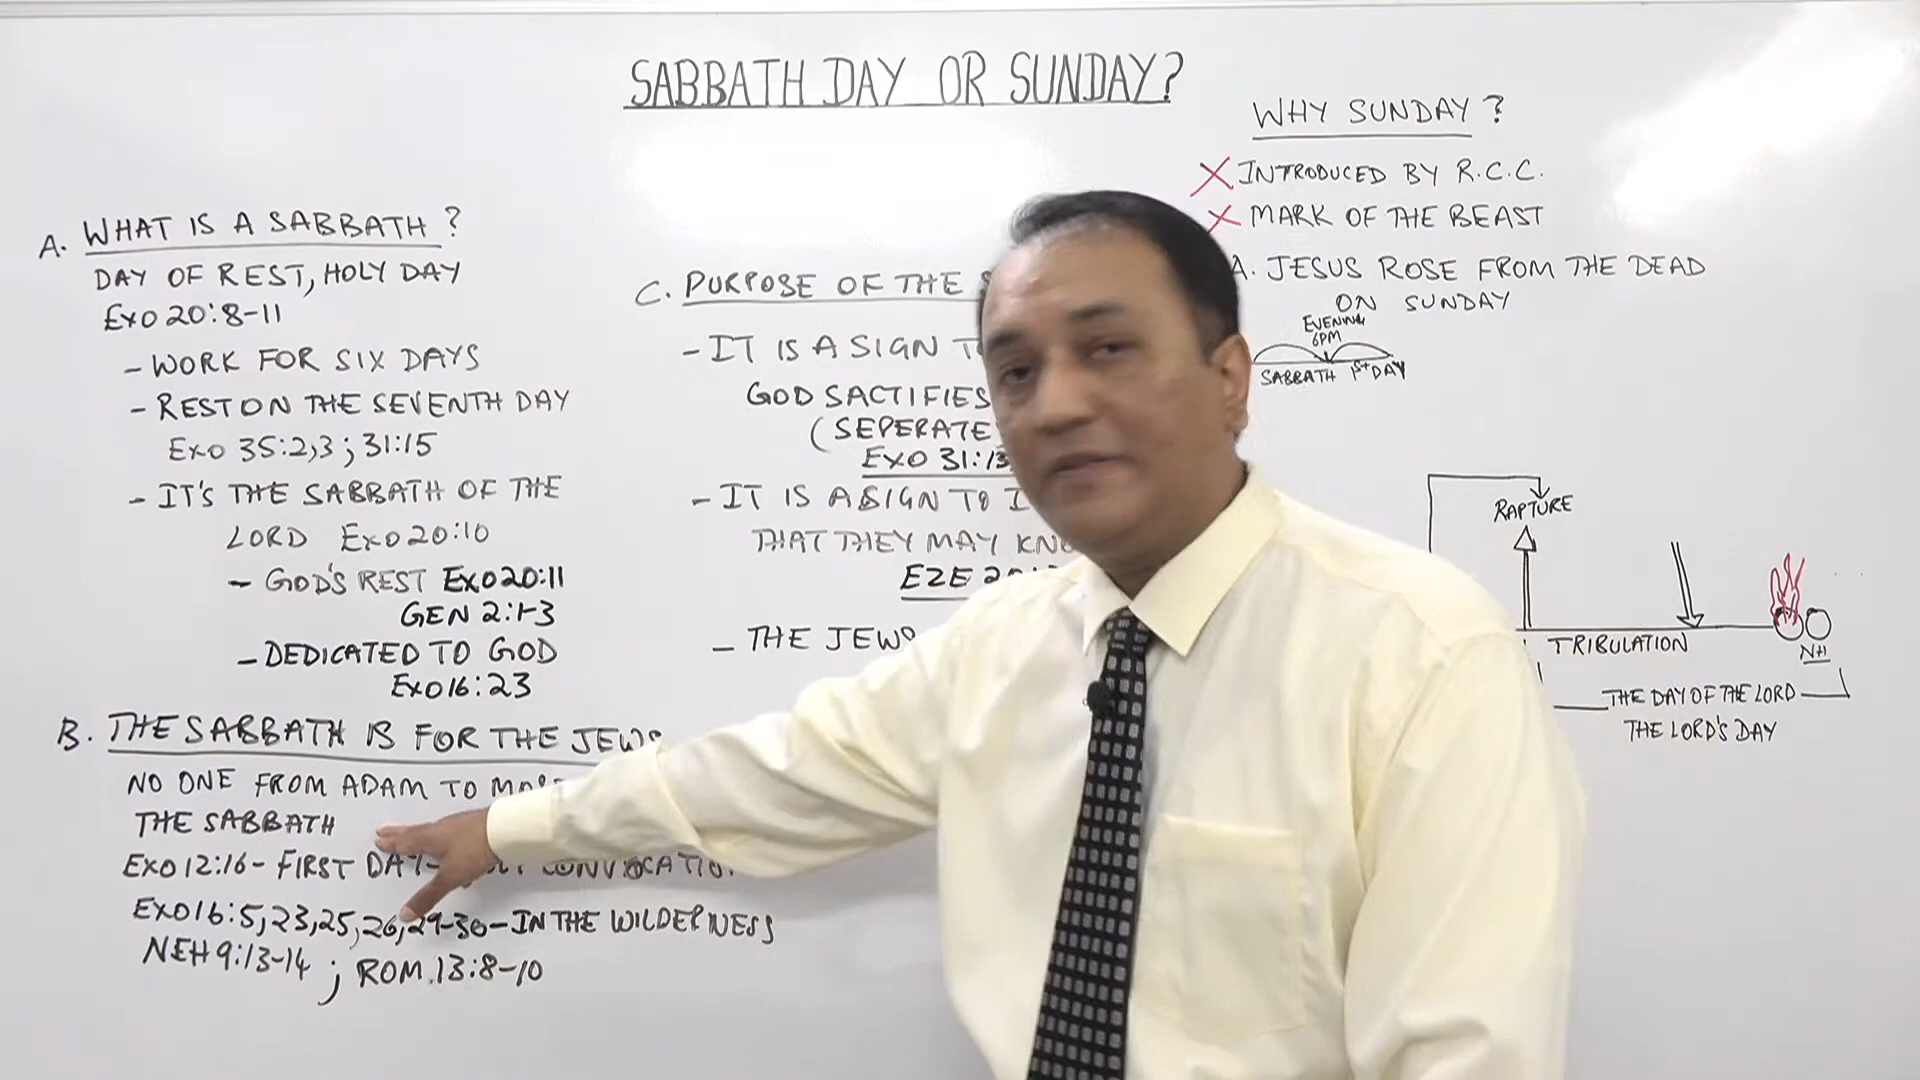 SABBATH DAY OR SUNDAY?
A. WHAT IS A SABBATH?
DAY OF REST, HOLY DAY
EXO 20:8-11
- WORK FOR SIX DAYS
- REST ON THE SEVENTH DAY
EXO 35:2,3; 31:15
- IT'S THE SABBATH OF THE
LORD EXO 20:10
- GOD'S REST EXO 20:11
GEN 2:1-3
- DEDICATED TO GOD
EXO 16:23
B. THE SABBATH IS FOR THE JEWS
NO ONE FROM ADAM TO
THE SABBATH
EXO 12:16 - FIRST DAY-
EXO 16:5,23,25,26,29-30 - IN THE WILDERNESS
NEH 9:13-14; ROM.13:8-10
C. PURPOSE OF THE
- IT IS A SIGN
GOD SACTIFIES
(SEPERATE
EXO 31:13
- IT IS A SIGN TO
THAT THEY MAY
EZE
- THE JEWS
WHY SUNDAY?
X INTRODUCED BY R.C.C.
X MARK OF THE BEAST
A. JESUS ROSE FROM THE DEAD
ON SUNDAY
EVENING
6PM
SABBATH 1ST DAY
RAPTURE
TRIBULATION
NH
THE DAY OF THE LORD
THE LORD'S DAY